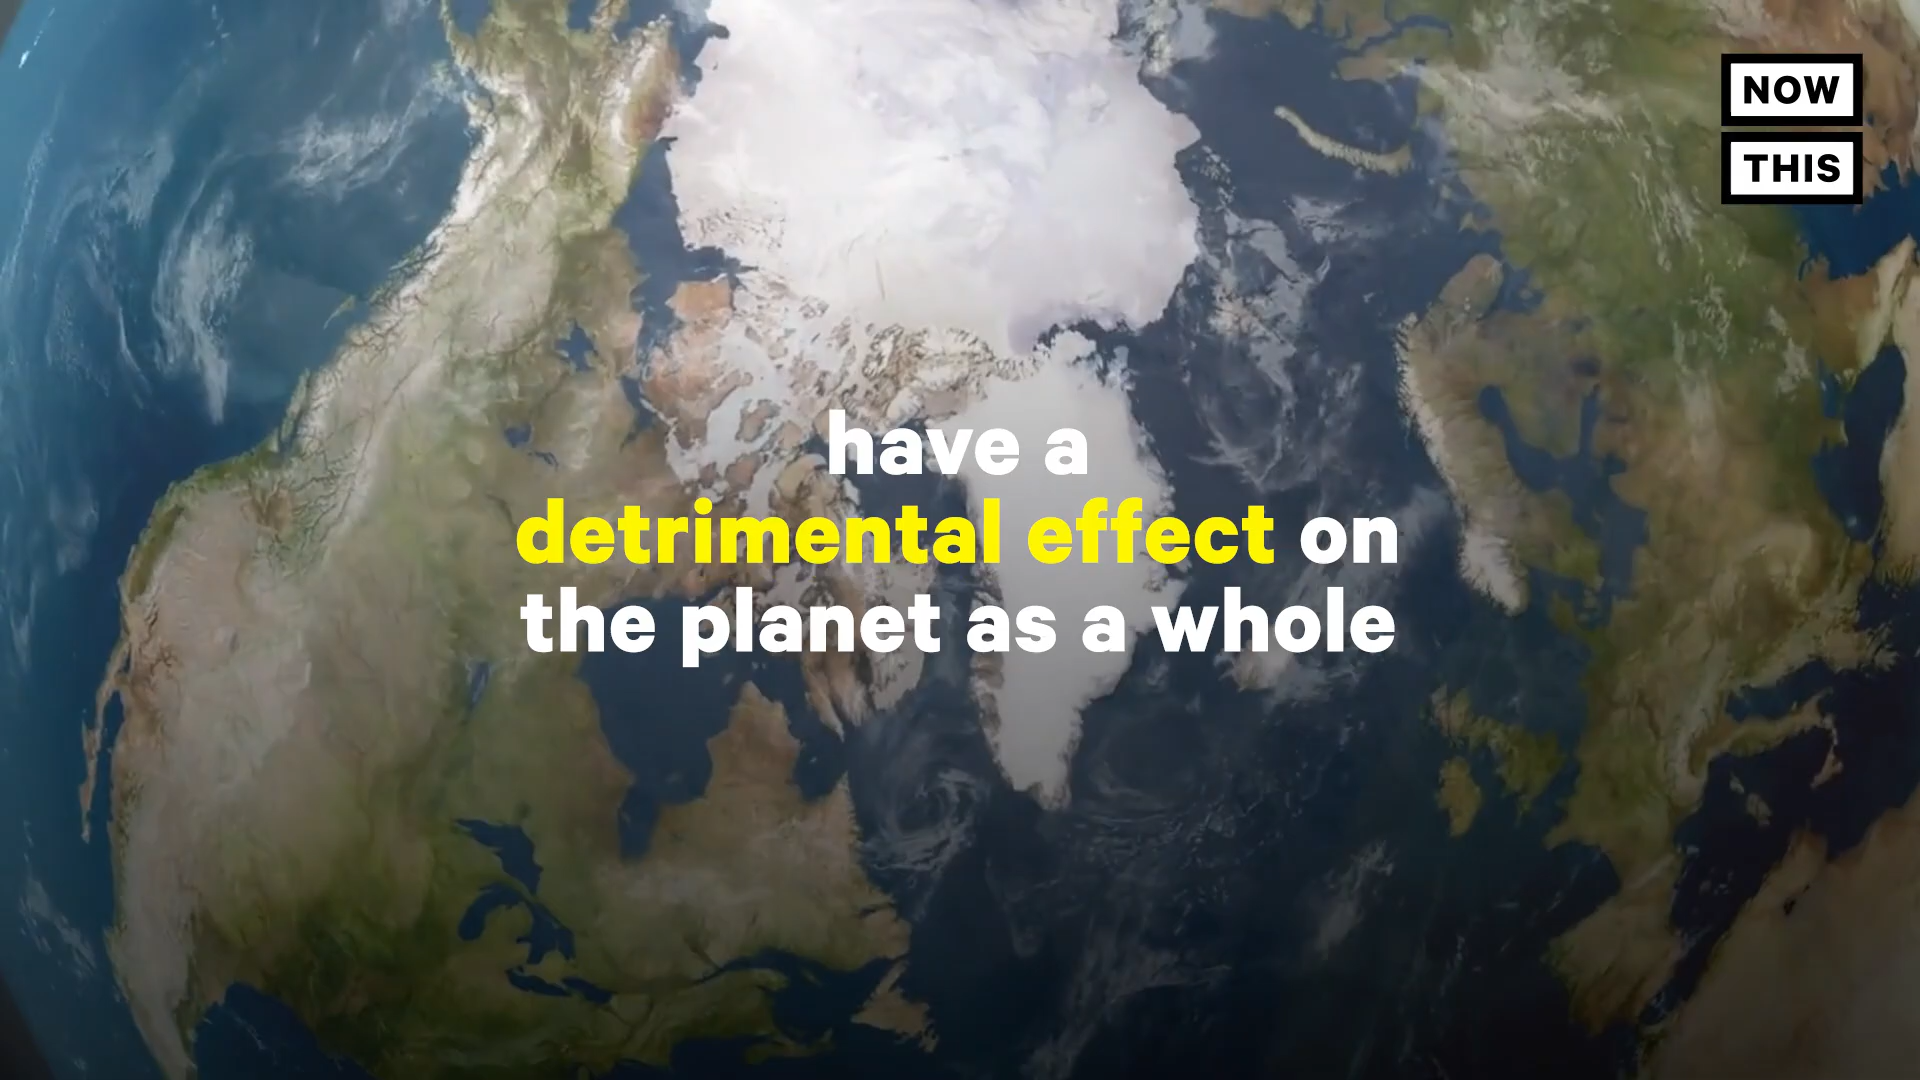 NOW
THIS
have a
detrimental effect on
the planet as a whole